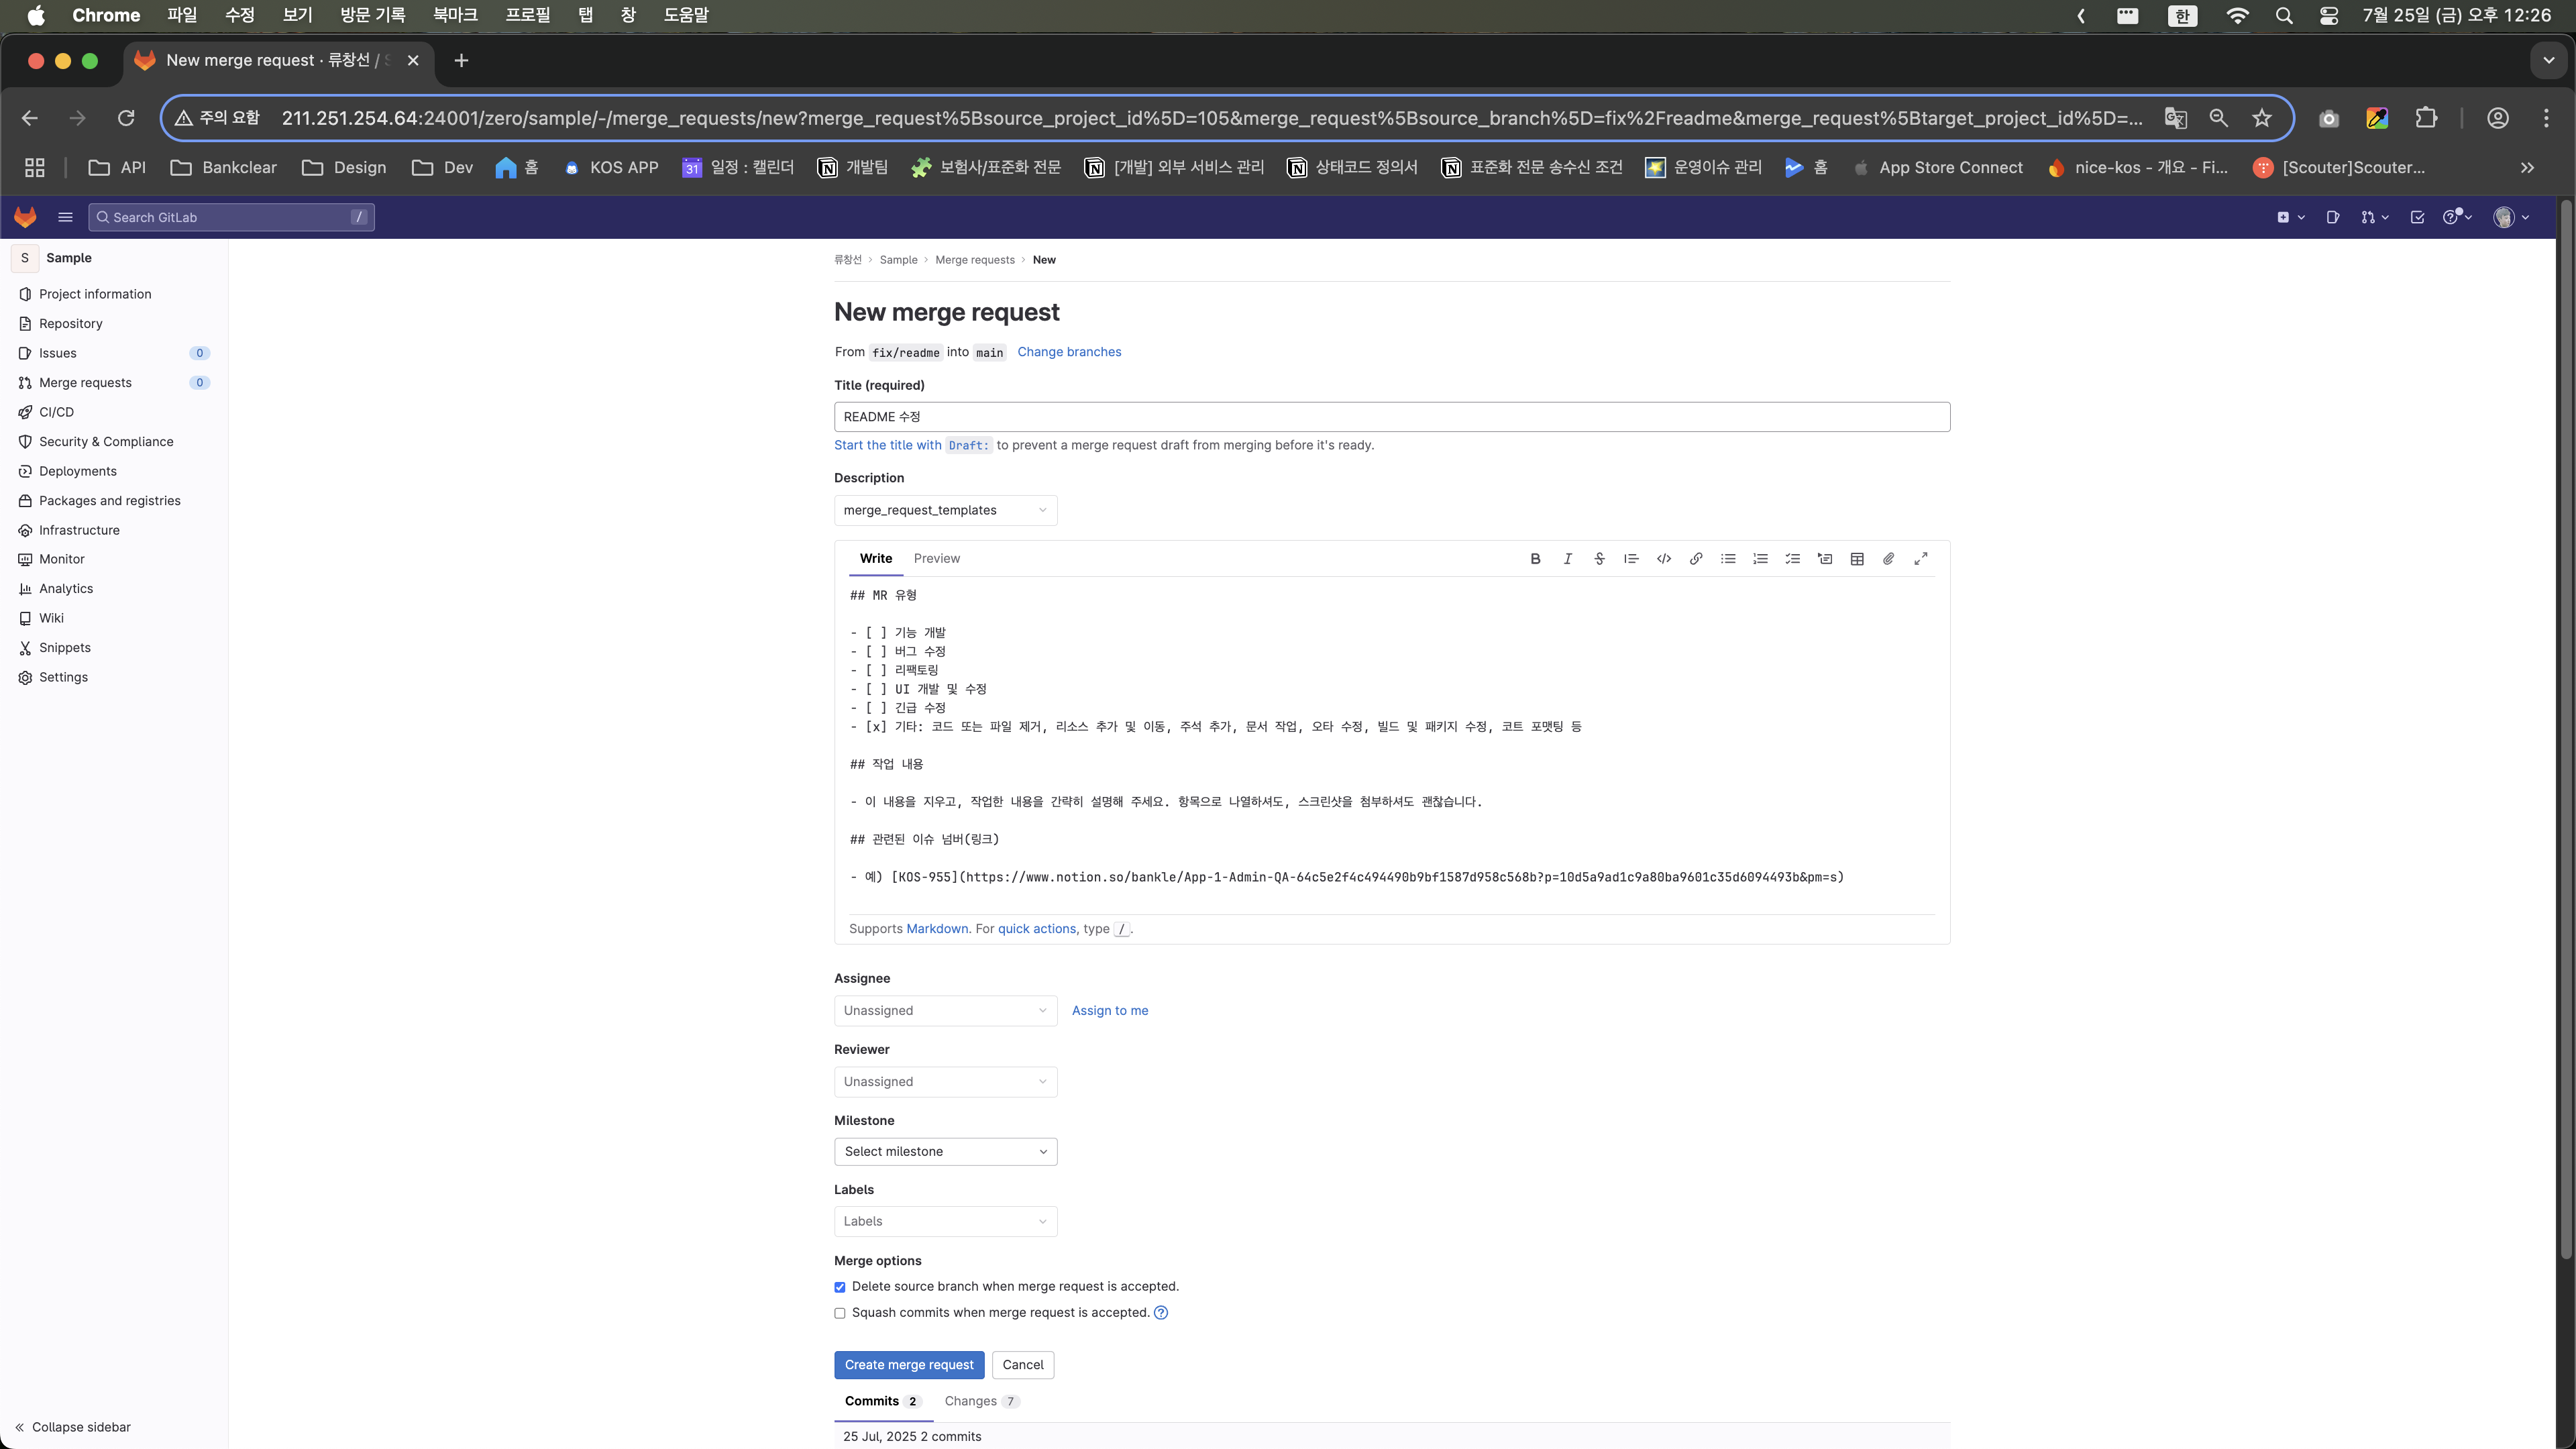 Chrome 파일 수정 보기 방문 기록 북마크 프로필 탭 창 도움말 한 7월 25일 (금) 오후 12:26
New merge request · 류창선 / S
주의 요함 211.251.254.64:24001/zero/sample/-/merge_requests/new?merge_request%5Bsource_project_id%5D=105&merge_request%5Bsource_branch%5D=fix%2Freadme&merge_request%5Btarget_project_id%5D=...
API Bankclear Design Dev 홈 KOS APP 31 일정 : 캘린더 개발팀 보험사/표준화 전문 [개발] 외부 서비스 관리 상태코드 정의서 표준화 전문 송수신 조건 운영이슈 관리 홈 App Store Connect nice-kos - 개요 - Fi... [Scouter]Scouter...
Search GitLab /
S Sample
Project information
Repository
Issues 0
Merge requests 0
CI/CD
Security & Compliance
Deployments
Packages and registries
Infrastructure
Monitor
Analytics
Wiki
Snippets
Settings
Collapse sidebar
류창선 > Sample > Merge requests > New
New merge request
From fix/readme into main Change branches
Title (required)
README 수정
Start the title with Draft: to prevent a merge request draft from merging before it's ready.
Description
merge_request_templates
Write Preview
## MR 유형
- [ ] 기능 개발
- [ ] 버그 수정
- [ ] 리팩토링
- [ ] UI 개발 및 수정
- [ ] 긴급 수정
- [x] 기타: 코드 또는 파일 제거, 리소스 추가 및 이동, 주석 추가, 문서 작업, 오타 수정, 빌드 및 패키지 수정, 코트 포맷팅 등
## 작업 내용
- 이 내용을 지우고, 작업한 내용을 간략히 설명해 주세요. 항목으로 나열하셔도, 스크린샷을 첨부하셔도 괜찮습니다.
## 관련된 이슈 넘버(링크)
- 예) [KOS-955](https://www.notion.so/bankle/App-1-Admin-QA-64c5e2f4c494490b9bf1587d958c568b?p=10d5a9ad1c9a80ba9601c35d6094493b&pm=s)
Supports Markdown. For quick actions, type /.
Assignee
Unassigned Assign to me
Reviewer
Unassigned
Milestone
Select milestone
Labels
Labels
Merge options
Delete source branch when merge request is accepted.
Squash commits when merge request is accepted.
Create merge request Cancel
Commits 2 Changes 7
25 Jul, 2025 2 commits